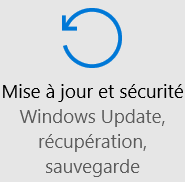 Mise à jour et sécurité
Windows Update,
récupération,
sauvegarde